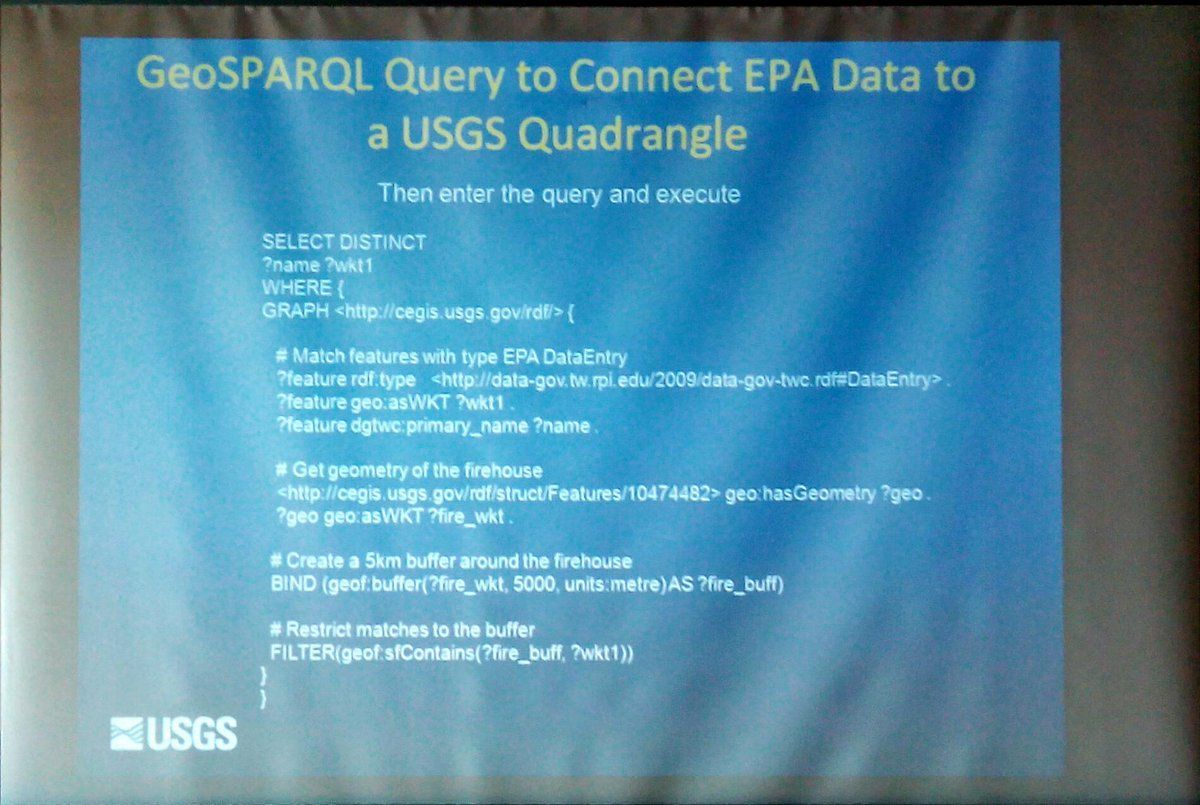 GeoSPARQL Query to Connect EPA Data to
a USGS Quadrangle
Then enter the query and execute
SELECT DISTINCT
?name ?wkt1
WHERE {
GRAPH <http://cegis.usgs.gov/rdf/> {
# Match features with type EPA DataEntry
?feature rdf:type <http://data-gov.tw.rpi.edu/2009/data-gov-twc.rdf#DataEntry> .
?feature geo:asWKT ?wkt1 .
?feature dgtwc:primary_name ?name .
# Get geometry of the firehouse
<http://cegis.usgs.gov/rdf/struct/Features/10474482> geo:hasGeometry ?geo .
?geo geo:asWKT ?fire_wkt .
# Create a 5km buffer around the firehouse
BIND (geof:buffer(?fire_wkt, 5000, units:metre)AS ?fire_buff)
# Restrict matches to the buffer
FILTER(geof:sfContains(?fire_buff, ?wkt1))
}
}
USGS